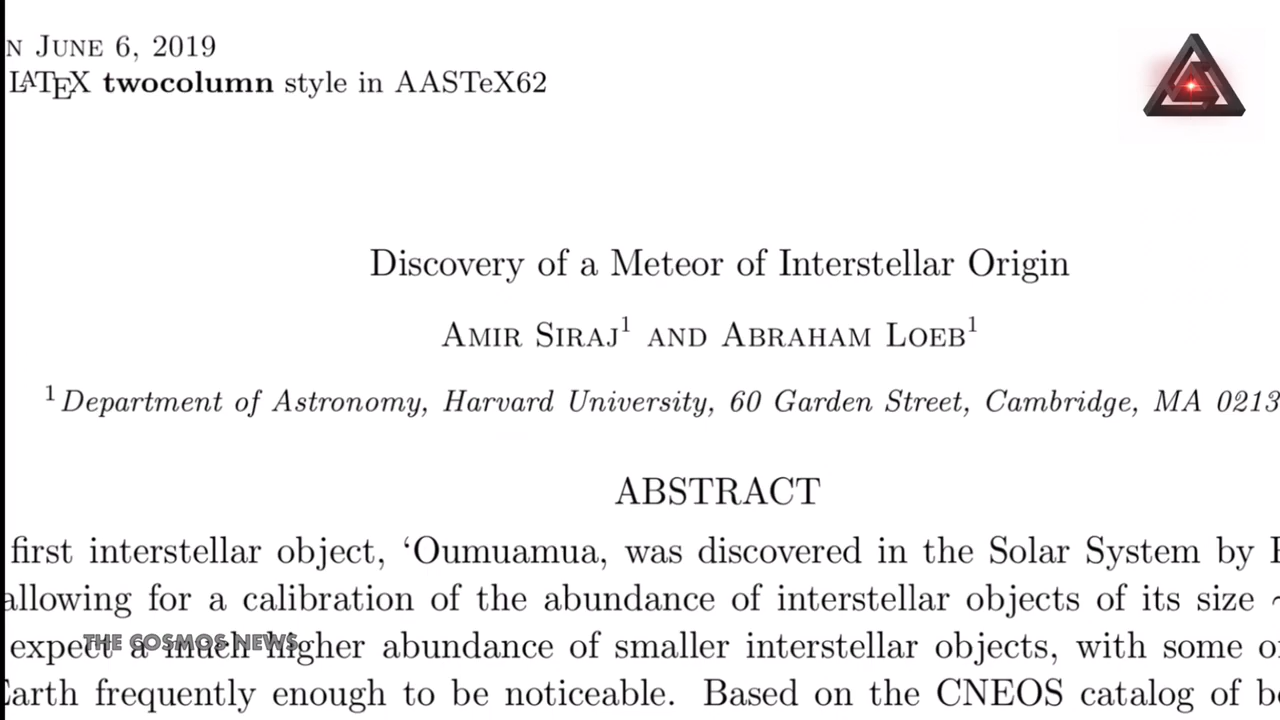 N JUNE 6, 2019
LATEX twocolumn style in AASTeX62
Discovery of a Meteor of Interstellar Origin
AMIR SIRAJ¹ AND ABRAHAM LOEB¹
¹ Department of Astronomy, Harvard University, 60 Garden Street, Cambridge, MA 0213
ABSTRACT
first interstellar object, ‘Oumuamua, was discovered in the Solar System by
allowing for a calibration of the abundance of interstellar objects of its size ~
expect a much higher abundance of smaller interstellar objects, with some
THE COSMOS NEWS
Earth frequently enough to be noticeable. Based on the CNEOS catalog of